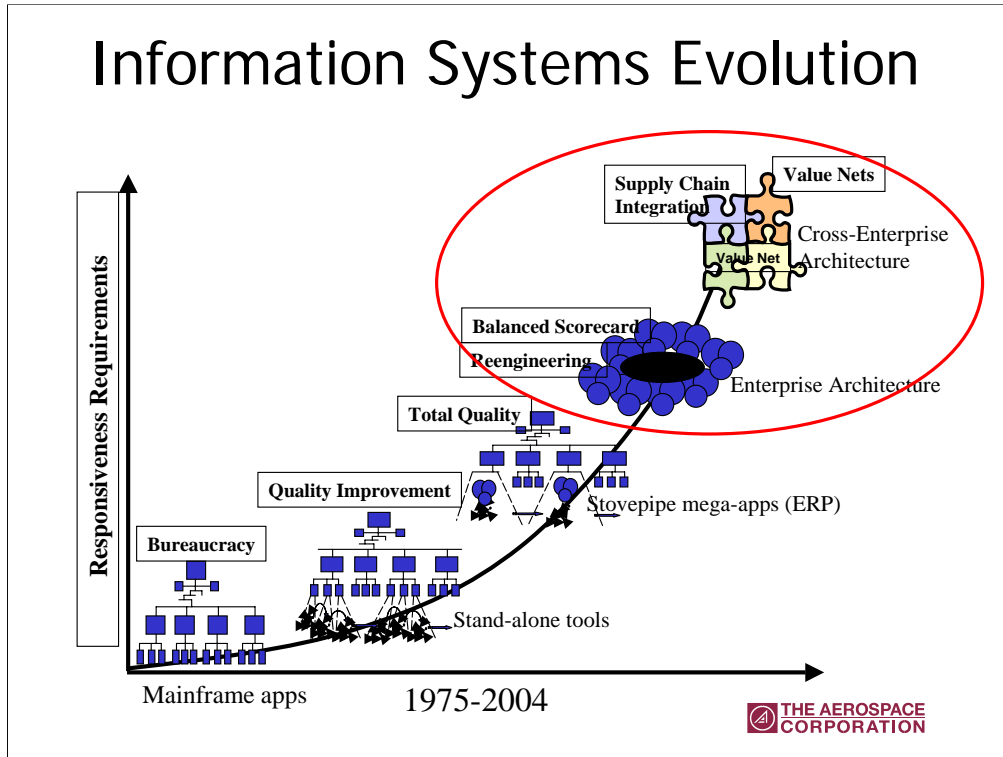 Information Systems Evolution
Responsiveness Requirements
Value Nets
Supply Chain
Integration
Cross-Enterprise
Architecture
Value Net
Balanced Scorecard
Reengineering
Enterprise Architecture
Total Quality
Quality Improvement
Stovepipe mega-apps (ERP)
Bureaucracy
Stand-alone tools
Mainframe apps
1975-2004
THE AEROSPACE
CORPORATION